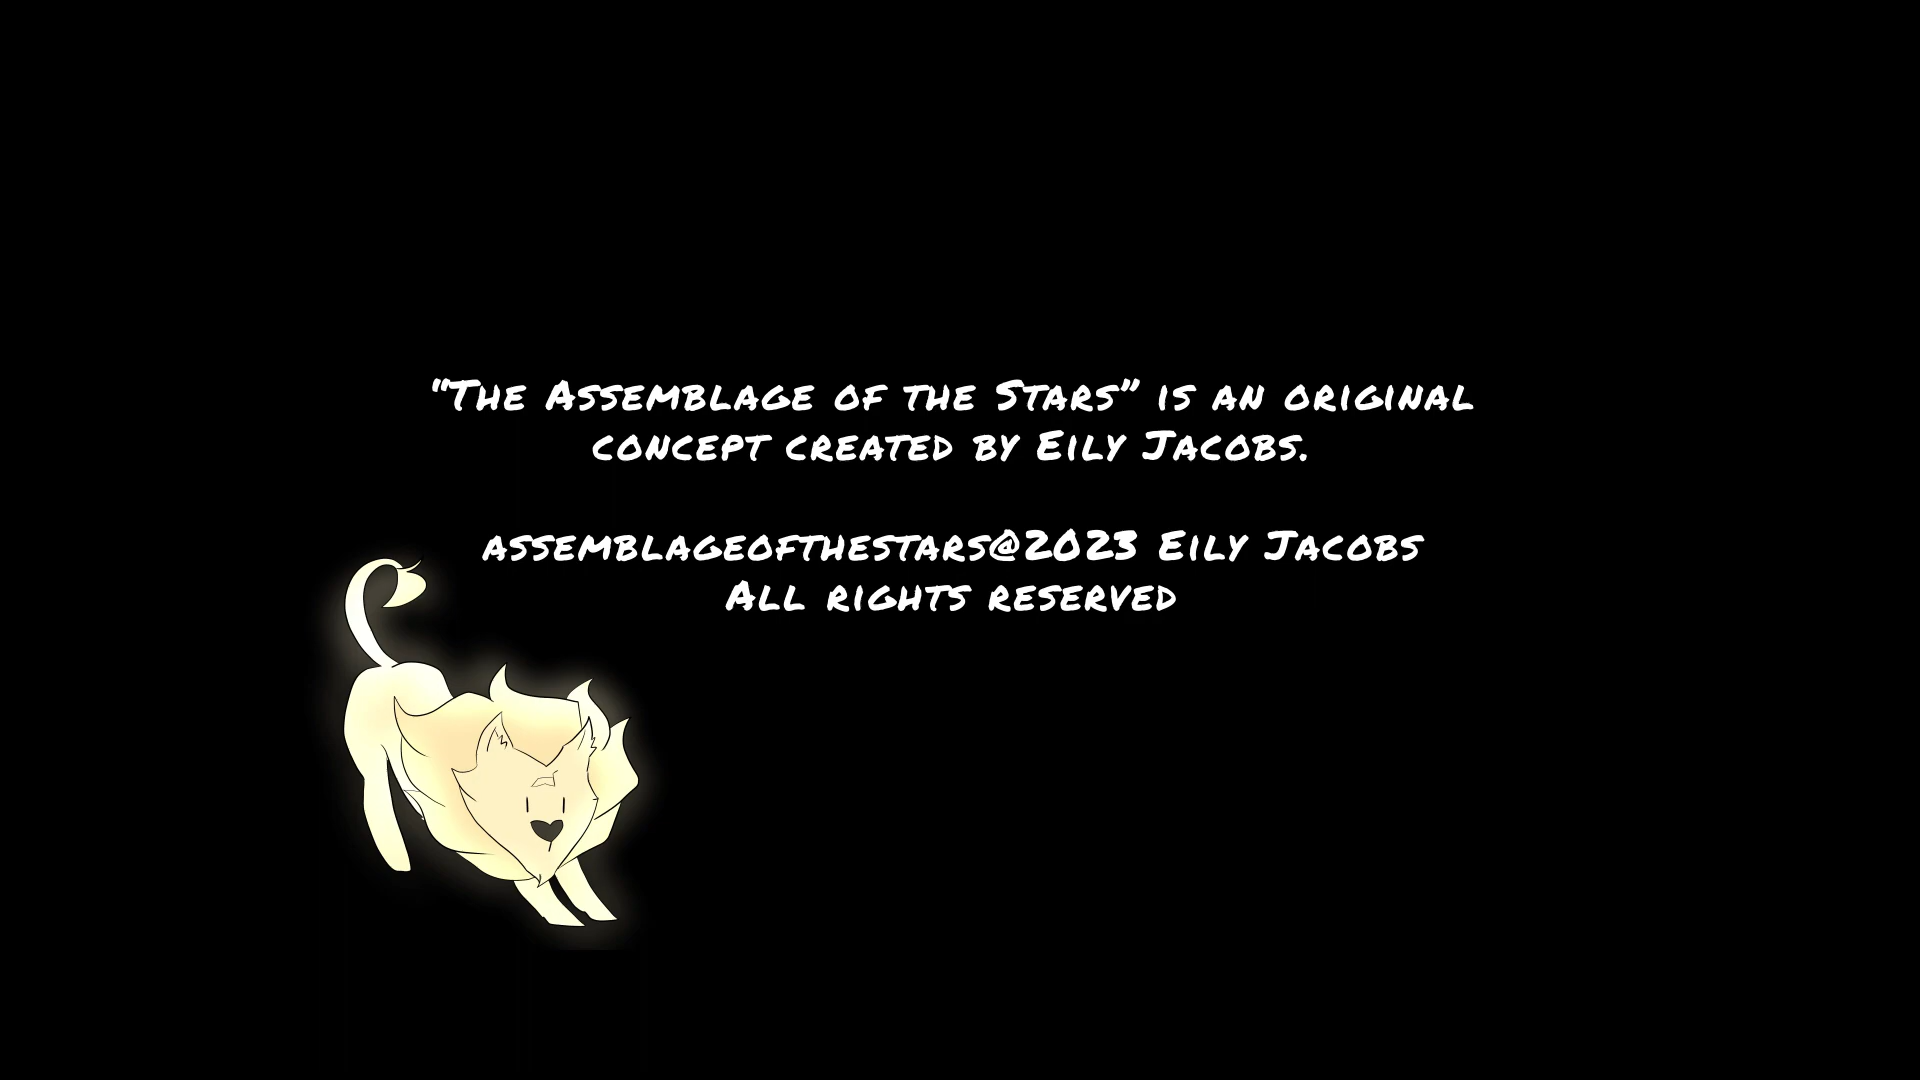 “The Assemblage of the Stars” is an original
concept created by Eily Jacobs.
assemblageofthestars@2023 Eily Jacobs
All rights reserved